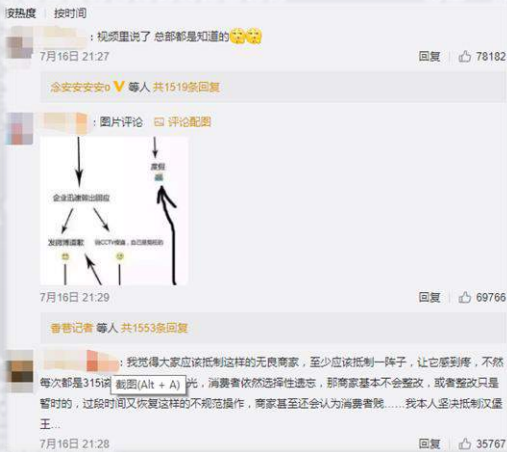 按热度 | 按时间
：视频里说了 总部都是知道的
7月16日 21:27 回复 78182
念安安安安o 等人 共1519条回复
：图片评论 评论配图
度假
企业迅速做出回应
发微博道歉
7月16日 21:29 回复 69766
香巷记者 等人 共1553条回复
：我觉得大家应该抵制这样的无良商家，至少应该抵制一阵子，让它感到疼，不然
每次都是315该 截图(Alt + A) 光，消费者依然选择性遗忘，那商家基本不会整改，或者整改只是
暂时的，过段时间又恢复这样的不规范操作，商家甚至还会认为消费者贱……我本人坚决抵制汉堡
王...
7月16日 21:28 回复 35767